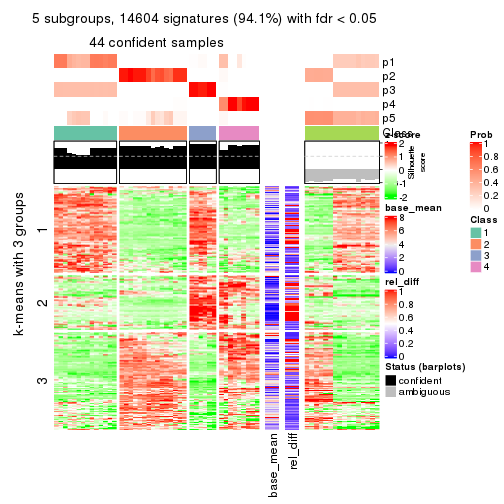 5 subgroups, 14604 signatures (94.1%) with fdr < 0.05
44 confident samples
p1
p2
p3
p4
p5
Class
z-score
2
1
0
-1
-2
Silhouette
score
base_mean
8
6
4
2
0
rel_diff
1
0.8
0.6
0.4
0.2
0
Status (barplots)
confident
ambiguous
Prob
1
0.8
0.6
0.4
0.2
0
Class
1
2
3
4
k-means with 3 groups
1
2
3
base_mean
rel_diff